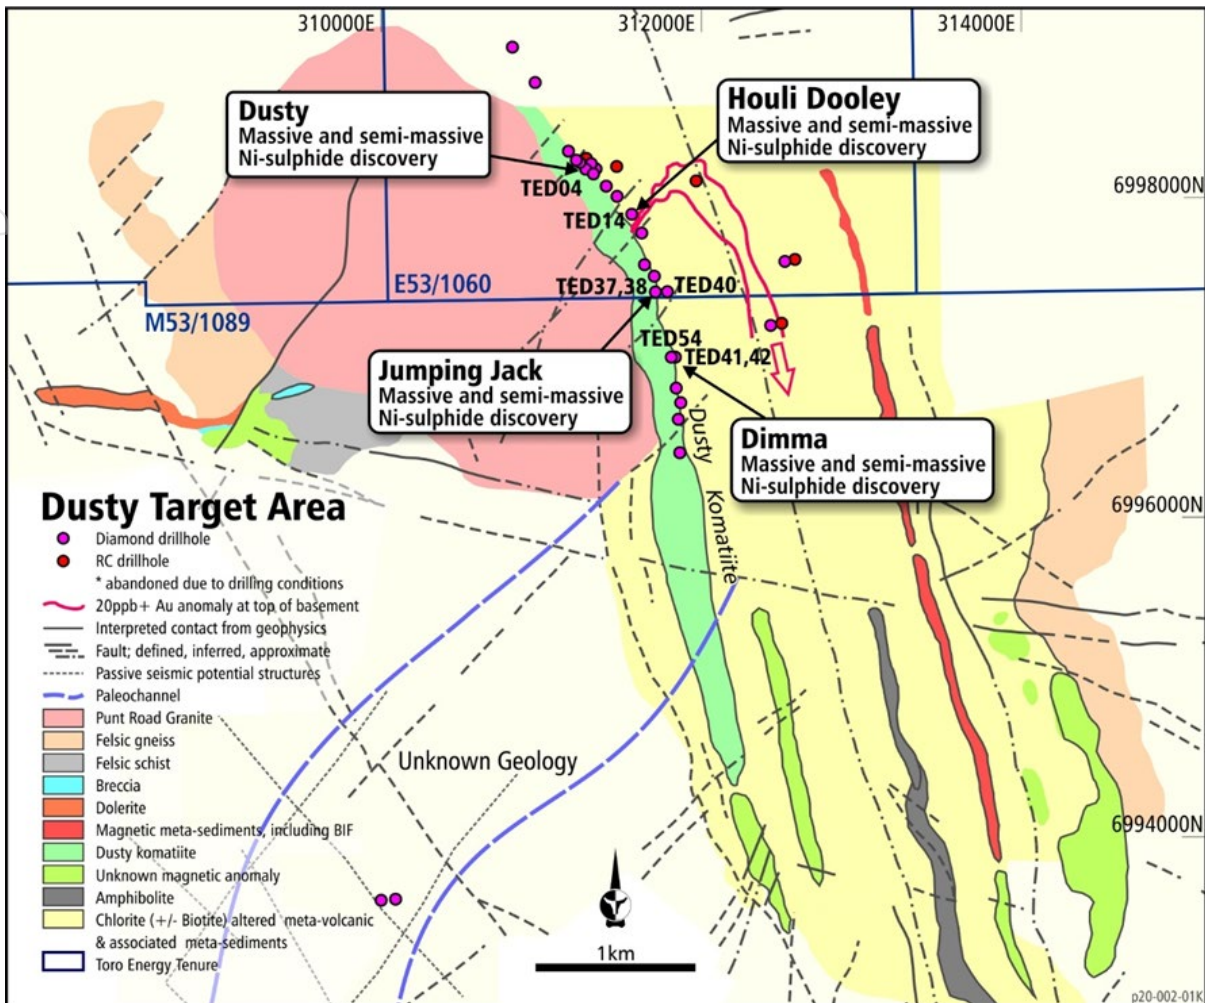 310000E
312000E
314000E
Dusty
Massive and semi-massive
Ni-sulphide discovery
Houli Dooley
Massive and semi-massive
Ni-sulphide discovery
TED04
6998000N
TED14
E53/1060
TED37,38
TED40
M53/1089
TED54
TED41,42
Jumping Jack
Massive and semi-massive
Ni-sulphide discovery
Dimma
Massive and semi-massive
Ni-sulphide discovery
Dusty
Komatiite
6996000N
Dusty Target Area
Diamond drillhole
RC drillhole
* abandoned due to drilling conditions
20ppb+ Au anomaly at top of basement
Interpreted contact from geophysics
Fault; defined, inferred, approximate
Passive seismic potential structures
Paleochannel
Punt Road Granite
Felsic gneiss
Felsic schist
Breccia
Dolerite
Magnetic meta-sediments, including BIF
Dusty komatiite
Unknown magnetic anomaly
Amphibolite
Chlorite (+/- Biotite) altered meta-volcanic
& associated meta-sediments
Toro Energy Tenure
Unknown Geology
6994000N
1km
p20-002-01K